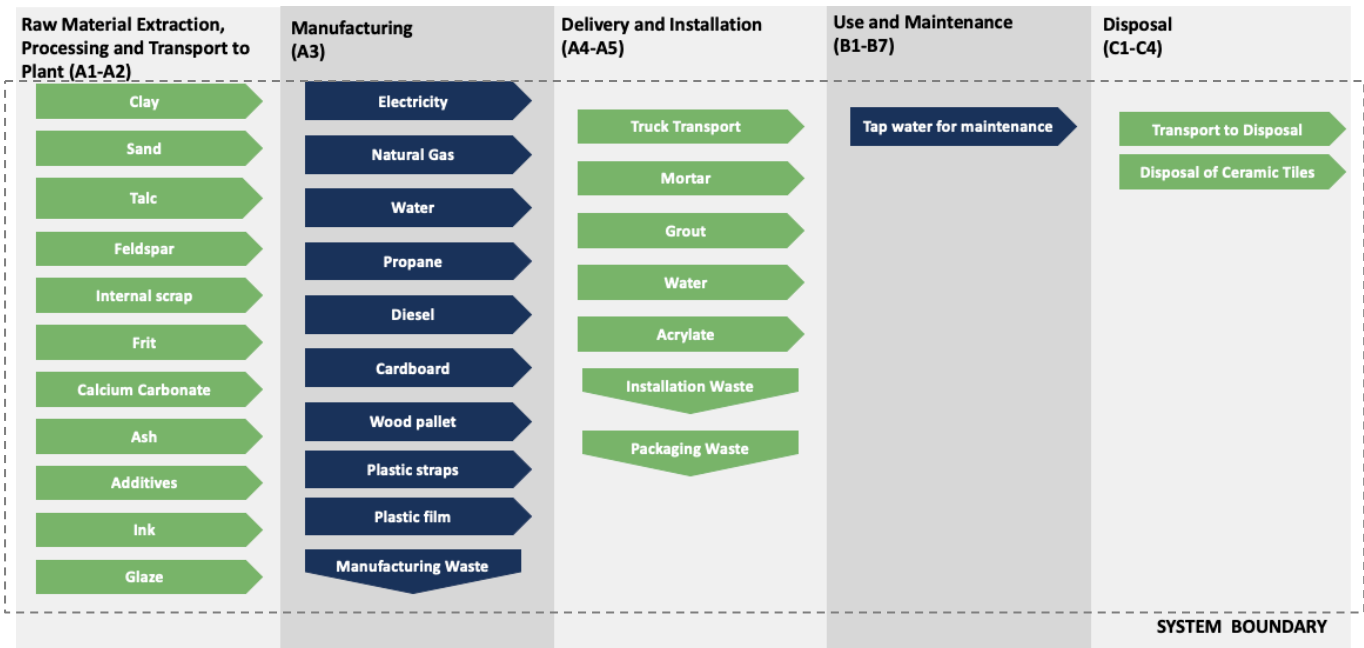 Raw Material Extraction,
Processing and Transport to
Plant (A1-A2)
Clay
Sand
Talc
Feldspar
Internal scrap
Frit
Calcium Carbonate
Ash
Additives
Ink
Glaze
Manufacturing
(A3)
Electricity
Natural Gas
Water
Propane
Diesel
Cardboard
Wood pallet
Plastic straps
Plastic film
Manufacturing Waste
Delivery and Installation
(A4-A5)
Truck Transport
Mortar
Grout
Water
Acrylate
Installation Waste
Packaging Waste
Use and Maintenance
(B1-B7)
Tap water for maintenance
Disposal
(C1-C4)
Transport to Disposal
Disposal of Ceramic Tiles
SYSTEM BOUNDARY